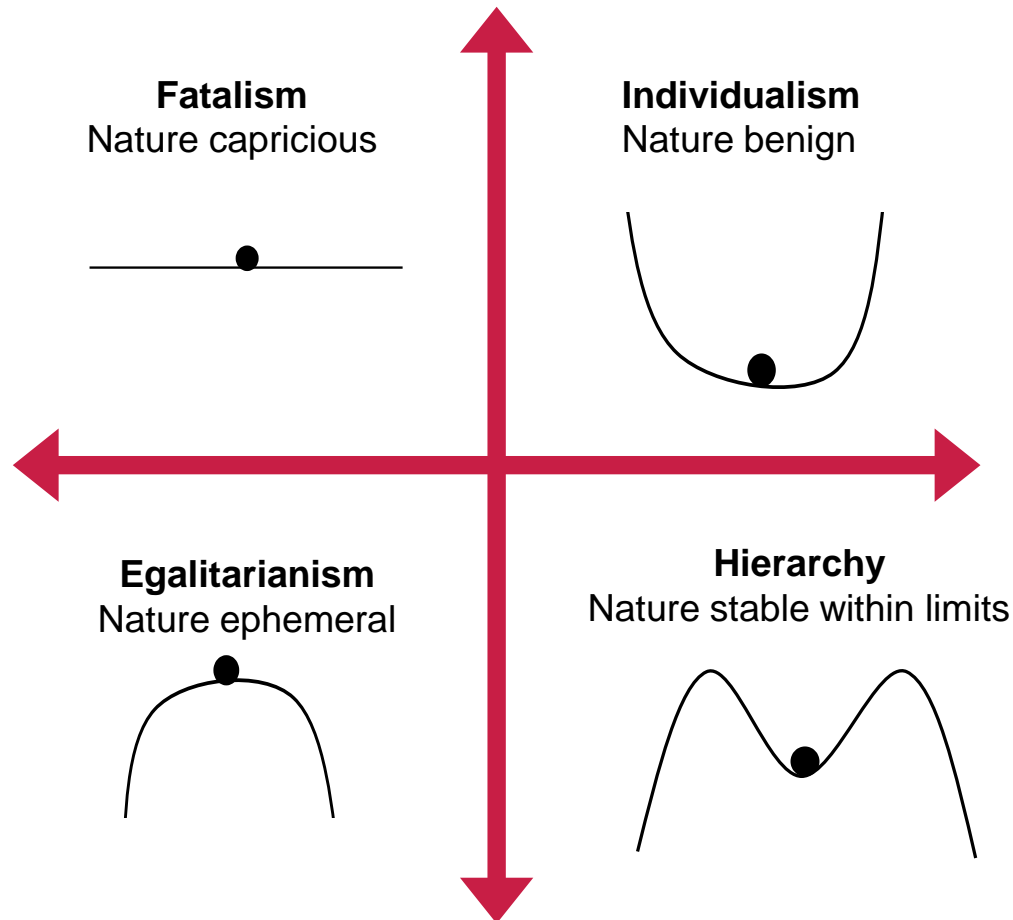 Fatalism
Nature capricious
Individualism
Nature benign
Egalitarianism
Nature ephemeral
Hierarchy
Nature stable within limits